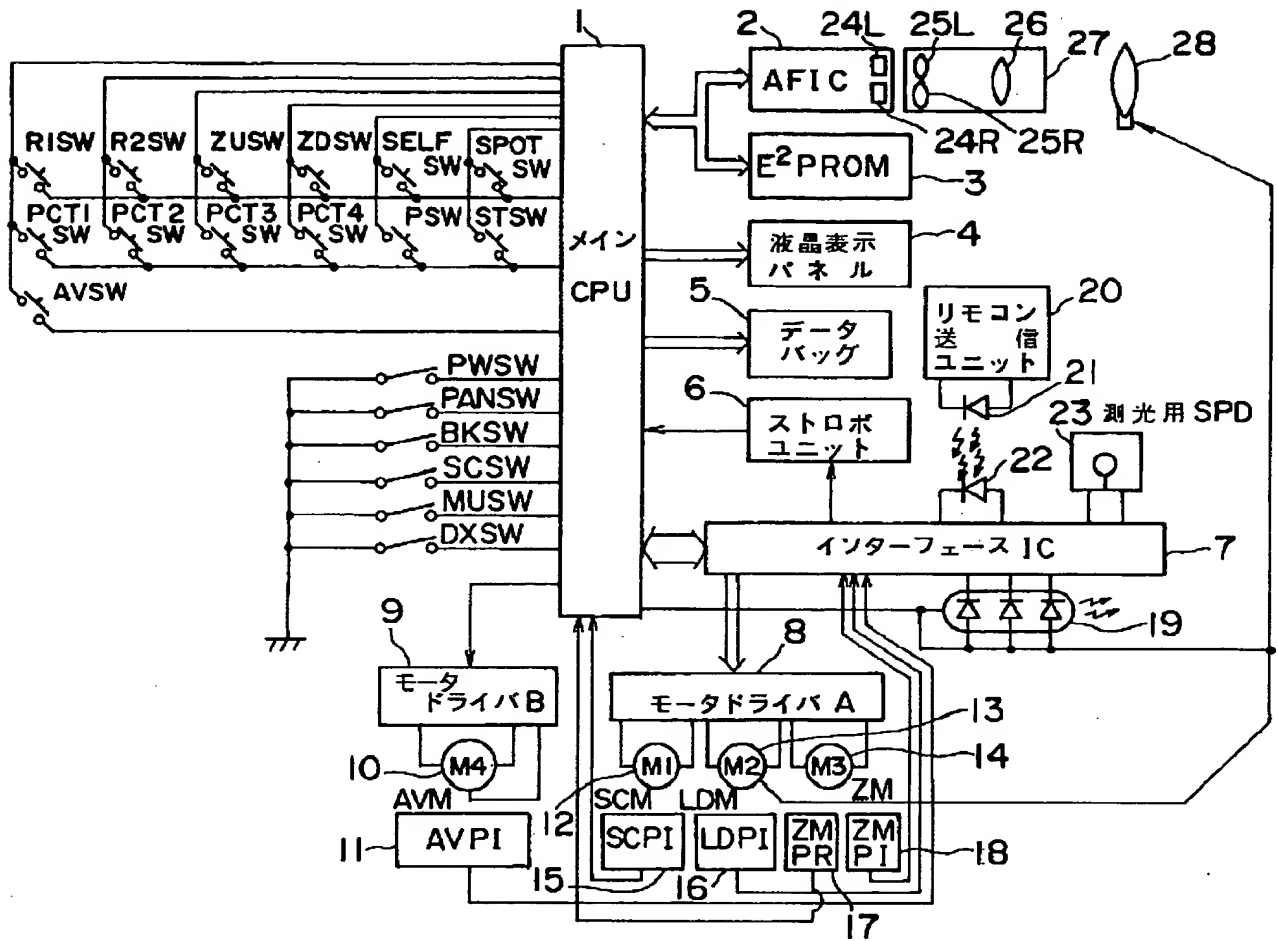 1
2
24L
25L
26
27
28
AFIC
24R
25R
E²PROM
3
R1SW
R2SW
ZUSW
ZDSW
SELF
SW
SPOT
SW
PCT1
SW
PCT2
SW
PCT3
SW
PCT4
SW
PSW
STSW
AVSW
メイン
CPU
液晶表示
パネル
4
5
データ
バッグ
リモコン
送信
ユニット
20
21
6
ストロボ
ユニット
22
23
測光用SPD
PWSW
PANSW
BKSW
SCSW
MUSW
DXSW
インターフェースIC
7
19
9
モータ
ドライバB
8
モータドライバ A
13
14
10
M4
M1
M2
M3
AVM
12
SCM
LDM
ZM
11
AVPI
SCPI
LDPI
ZM
PR
ZM
PI
18
15
16
17